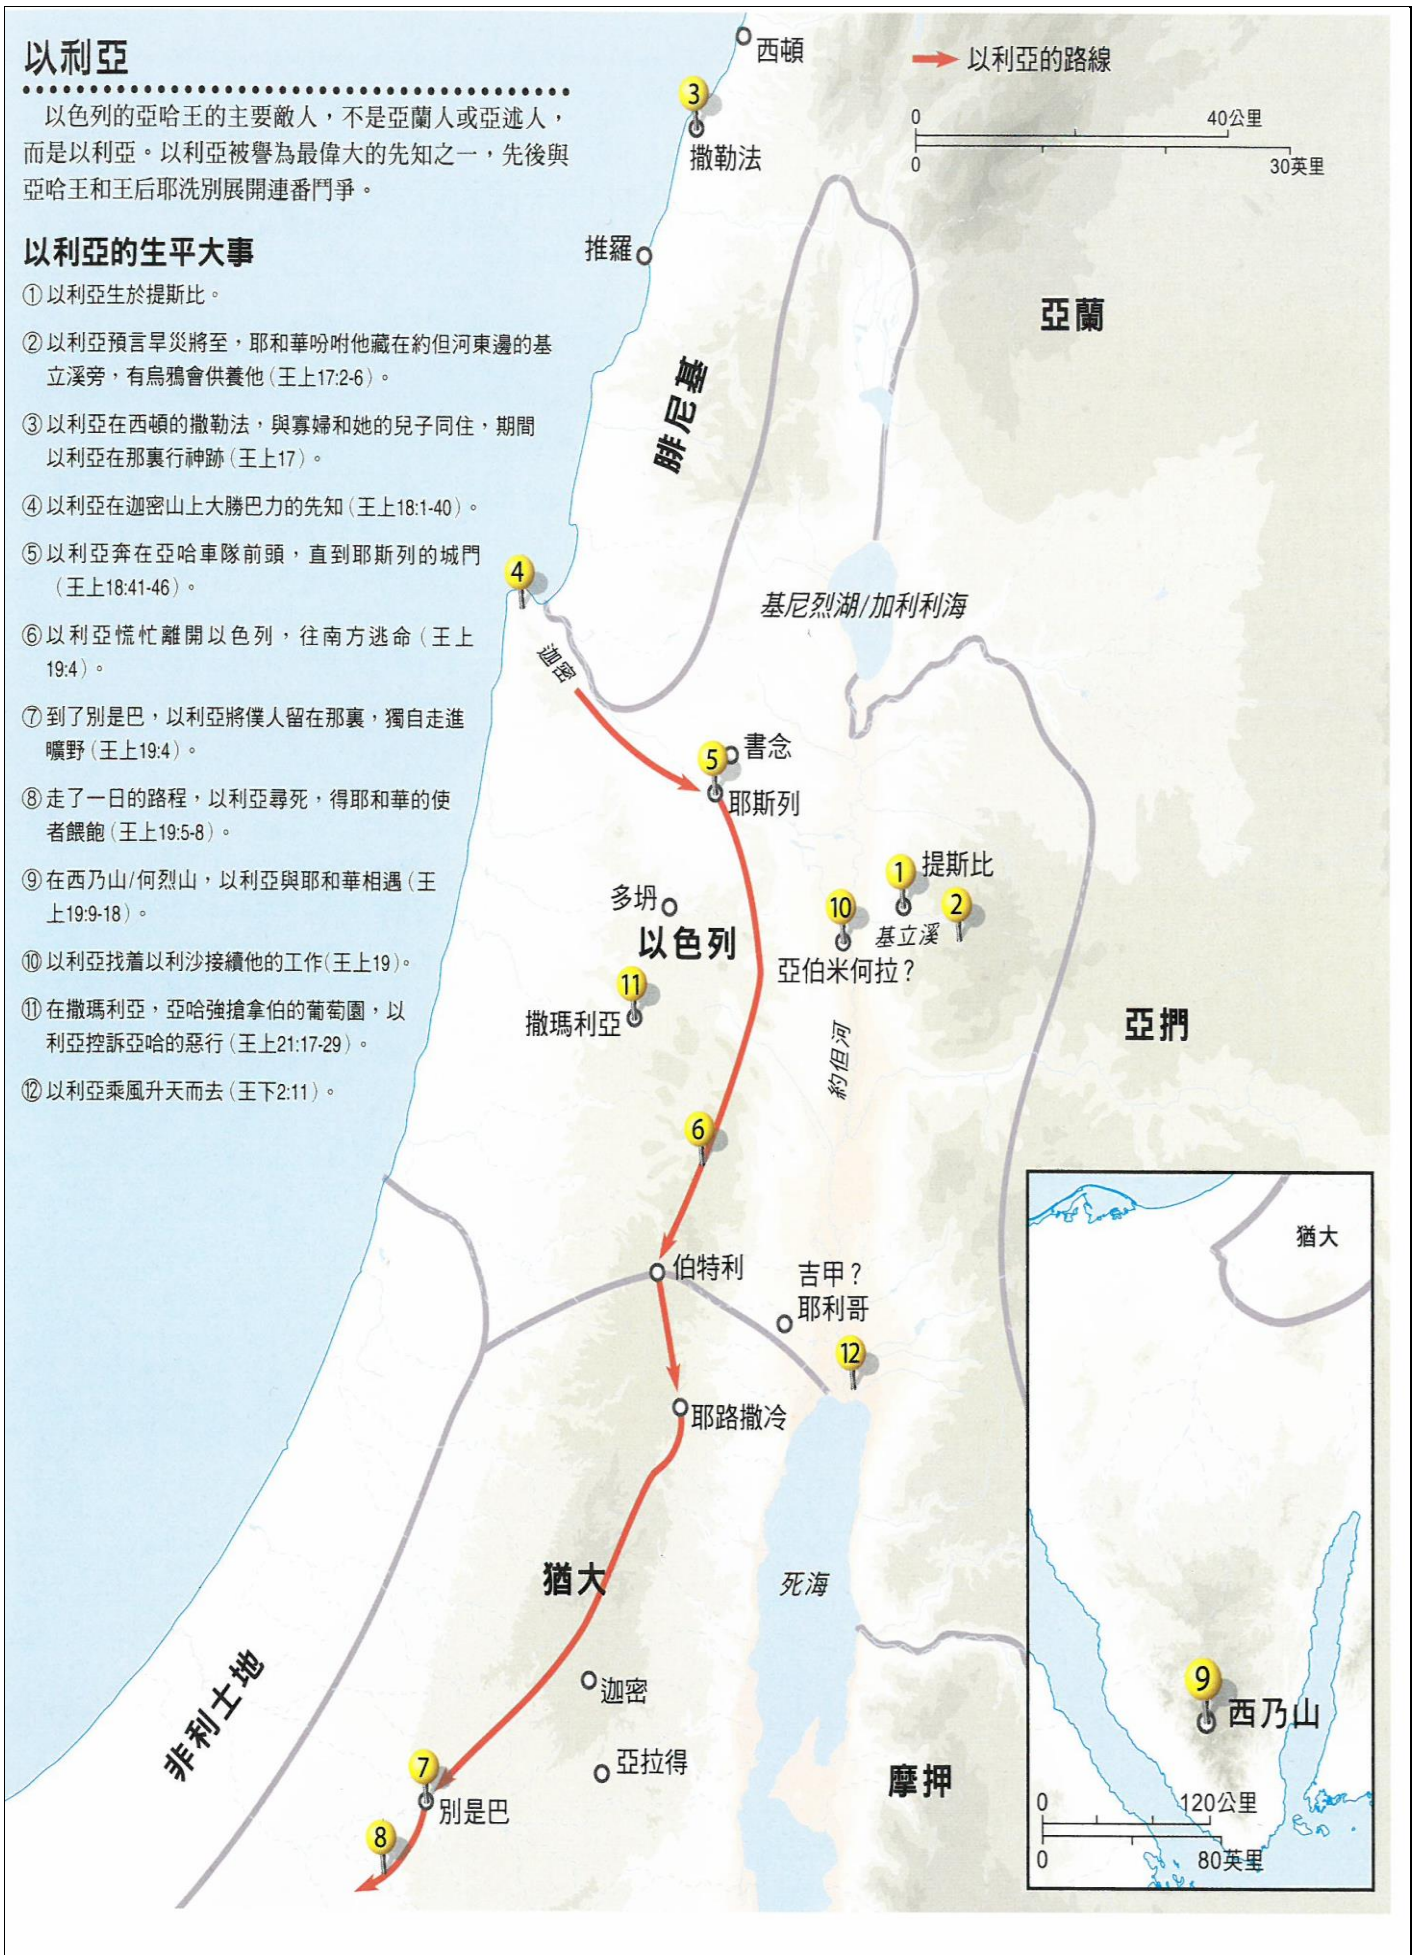 以利亞
以色列的亞哈王的主要敵人，不是亞蘭人或亞述人，
而是以利亞。以利亞被譽為最偉大的先知之一，先後與
亞哈王和王后耶洗別展開連番鬥爭。
以利亞的生平大事
①以利亞生於提斯比。
②以利亞預言旱災將至，耶和華吩咐他藏在約但河東邊的基
立溪旁，有烏鴉會供養他（王上17:2-6）。
③以利亞在西頓的撒勒法，與寡婦和她的兒子同住，期間
以利亞在那裏行神跡（王上17）。
④以利亞在迦密山上大勝巴力的先知（王上18:1-40）。
⑤以利亞奔在亞哈車隊前頭，直到耶斯列的城門
（王上18:41-46）。
⑥以利亞慌忙離開以色列，往南方逃命（王上
19:4）。
⑦到了別是巴，以利亞將僕人留在那裏，獨自走進
曠野（王上19:4）。
⑧走了一日的路程，以利亞尋死，得耶和華的使
者餵飽（王上19:5-8）。
⑨在西乃山/何烈山，以利亞與耶和華相遇（王
上19:9-18）。
⑩以利亞找着以利沙接續他的工作（王上19）。
⑪在撒瑪利亞，亞哈強搶拿伯的葡萄園，以
利亞控訴亞哈的惡行（王上21:17-29）。
⑫以利亞乘風升天而去（王下2:11）。
以利亞的路線
0 40公里
0 30英里
西頓
3
撒勒法
推羅
亞蘭
腓尼基
4
基尼烈湖/加利利海
迦密
5
書念
耶斯列
1
提斯比
2
10
基立溪
多坍
以色列
亞伯米何拉？
11
撒瑪利亞
亞捫
約但河
6
伯特利
吉甲？
耶利哥
12
耶路撒冷
猶大
死海
非利士地
迦密
亞拉得
7
別是巴
8
摩押
猶大
9
西乃山
0 120公里
0 80英里